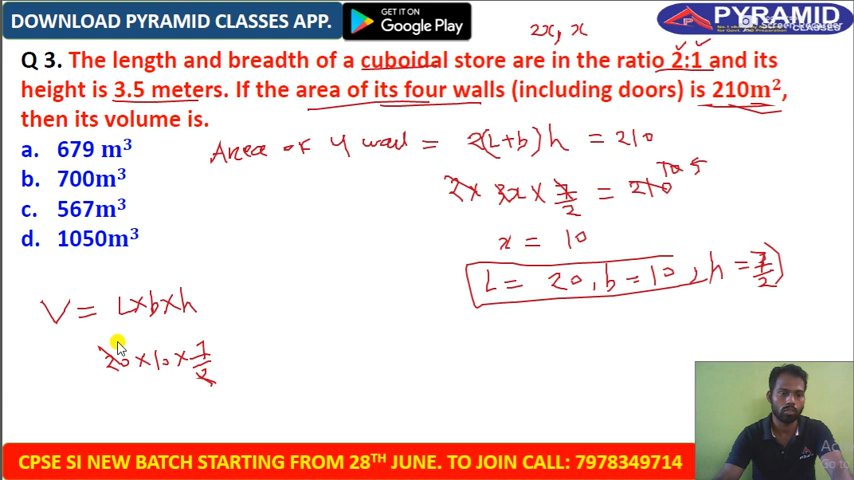 DOWNLOAD PYRAMID CLASSES APP.
GET IT ON
Google Play
PYRAMID
CLASSES
2x, x
Q 3. The length and breadth of a cuboidal store are in the ratio 2:1 and its
height is 3.5 meters. If the area of its four walls (including doors) is 210m²,
then its volume is.
Area of 4 wall = 2(L+b)h = 210
a. 679 m³
b. 700m³
c. 567m³
d. 1050m³
2 x 3x x 7/2 = 210 70 5
x = 10
L = 20, b = 10, h = 7/2
V = L×b×h
20 × 10 × 7/2
CPSE SI NEW BATCH STARTING FROM 28TH JUNE. TO JOIN CALL: 7978349714